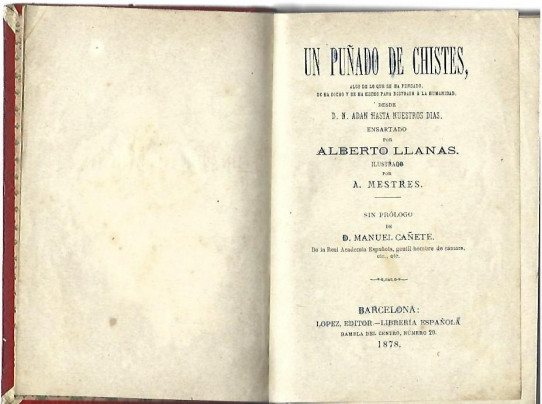 UN PUÑADO DE CHISTES,
ALGO DE LO QUE SE HA PENSADO,
SE HA DICHO Y SE HA HECHO PARA DISTRAER A LA HUMANIDAD,
DESDE
D. N. ADAN HASTA NUESTROS DIAS.
ENSARTADO
POR
ALBERTO LLANAS.
ILUSTRADO
POR
A. MESTRES.
SIN PRÓLOGO
DE
D. MANUEL CAÑETE.
De la Real Academia Española, gentil hombre de cámara,
etc., etc.
BARCELONA:
LOPEZ, EDITOR.—LIBRERÍA ESPAÑOLA
RAMBLA DEL CENTRO, NÚMERO 20.
1878.